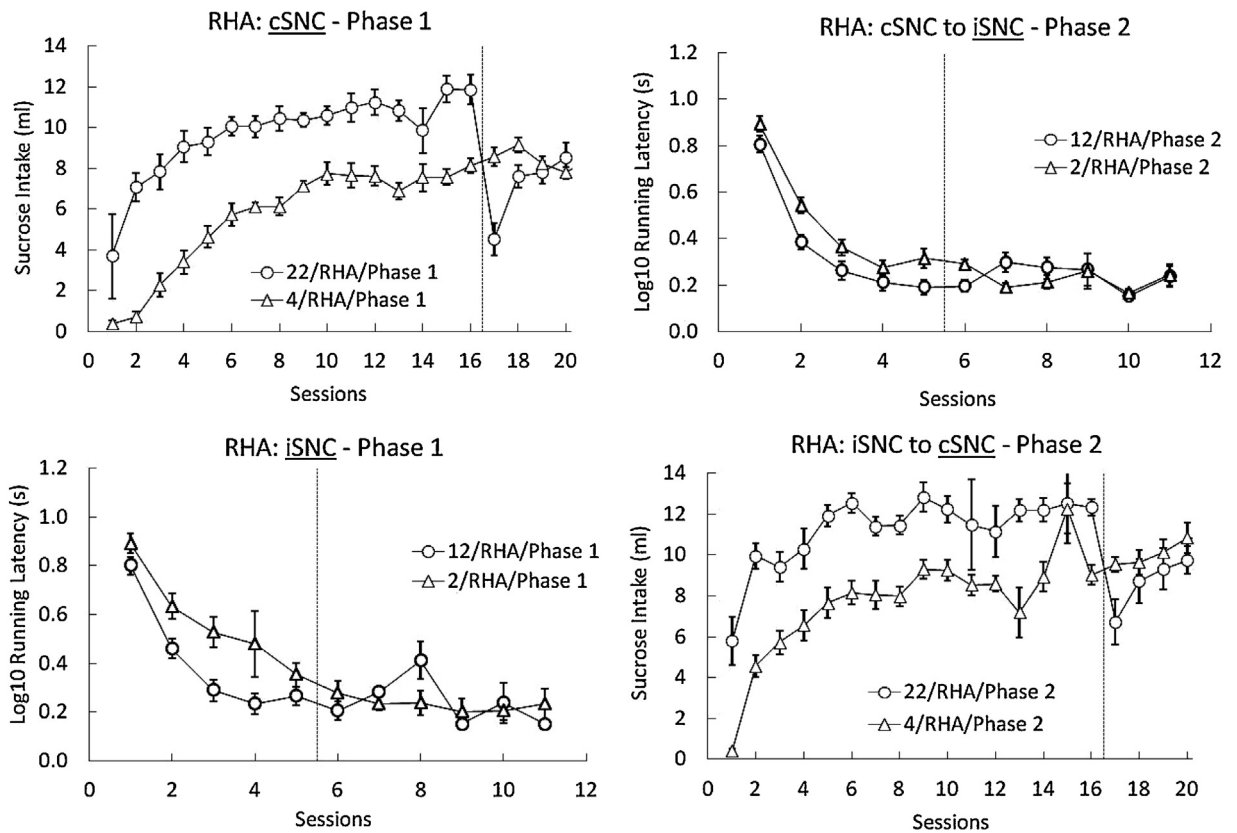 RHA: cSNC - Phase 1
Sucrose Intake (ml)
14
12
10
8
6
4
2
0
22/RHA/Phase 1
4/RHA/Phase 1
0 2 4 6 8 10 12 14 16 18 20
Sessions
RHA: cSNC to iSNC - Phase 2
Log10 Running Latency (s)
1.2
1.0
0.8
0.6
0.4
0.2
0.0
12/RHA/Phase 2
2/RHA/Phase 2
0 2 4 6 8 10 12
Sessions
RHA: iSNC - Phase 1
Log10 Running Latency (s)
1.2
1.0
0.8
0.6
0.4
0.2
0.0
12/RHA/Phase 1
2/RHA/Phase 1
0 2 4 6 8 10 12
Sessions
RHA: iSNC to cSNC - Phase 2
Sucrose Intake (ml)
14
12
10
8
6
4
2
0
22/RHA/Phase 2
4/RHA/Phase 2
0 2 4 6 8 10 12 14 16 18 20
Sessions